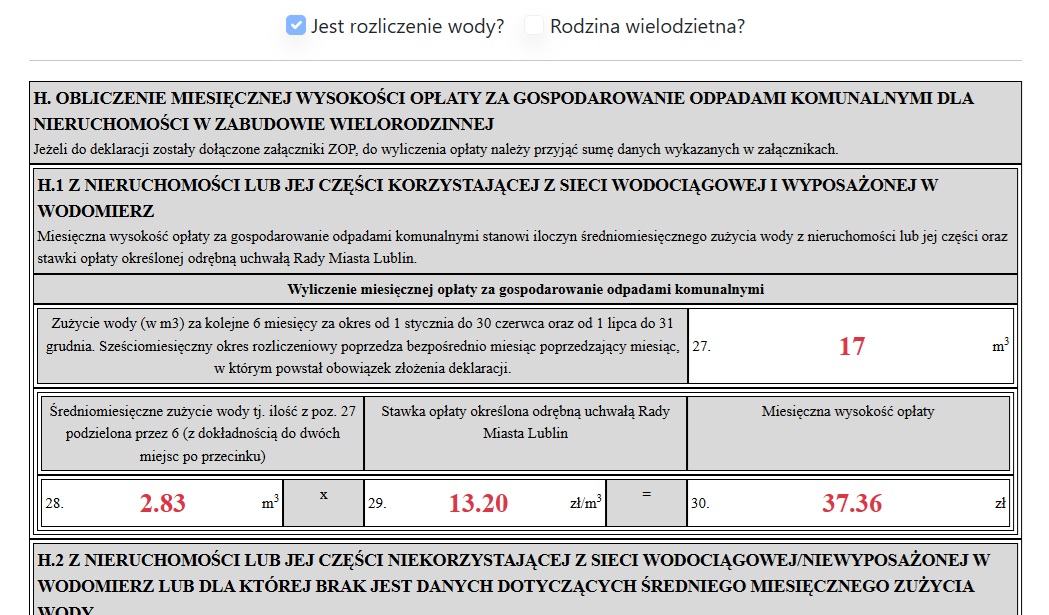 Jest rozliczenie wody? Rodzina wielodzietna?
H. OBLICZENIE MIESIĘCZNEJ WYSOKOŚCI OPŁATY ZA GOSPODAROWANIE ODPADAMI KOMUNALNYMI DLA
NIERUCHOMOŚCI W ZABUDOWIE WIELORODZINNEJ
Jeżeli do deklaracji zostały dołączone załączniki ZOP, do wyliczenia opłaty należy przyjąć sumę danych wykazanych w załącznikach.
H.1 Z NIERUCHOMOŚCI LUB JEJ CZĘŚCI KORZYSTAJĄCEJ Z SIECI WODOCIĄGOWEJ I WYPOSAŻONEJ W
WODOMIERZ
Miesięczna wysokość opłaty za gospodarowanie odpadami komunalnymi stanowi iloczyn średniomiesięcznego zużycia wody z nieruchomości lub jej części oraz
stawki opłaty określonej odrębną uchwałą Rady Miasta Lublin.
Wyliczenie miesięcznej opłaty za gospodarowanie odpadami komunalnymi
Zużycie wody (w m3) za kolejne 6 miesięcy za okres od 1 stycznia do 30 czerwca oraz od 1 lipca do 31
grudnia. Sześciomiesięczny okres rozliczeniowy poprzedza bezpośrednio miesiąc poprzedzający miesiąc,
w którym powstał obowiązek złożenia deklaracji.
27. 17 m³
Średniomiesięczne zużycie wody tj. ilość z poz. 27
podzielona przez 6 (z dokładnością do dwóch
miejsc po przecinku)
Stawka opłaty określona odrębną uchwałą Rady
Miasta Lublin
Miesięczna wysokość opłaty
28. 2.83 m³ x 29. 13.20 zł/m³ = 30. 37.36 zł
H.2 Z NIERUCHOMOŚCI LUB JEJ CZĘŚCI NIEKORZYSTAJĄCEJ Z SIECI WODOCIĄGOWEJ/NIEWYPOSAŻONEJ W
WODOMIERZ LUB DLA KTÓREJ BRAK JEST DANYCH DOTYCZĄCYCH ŚREDNIEGO MIESIĘCZNEGO ZUŻYCIA
WODY